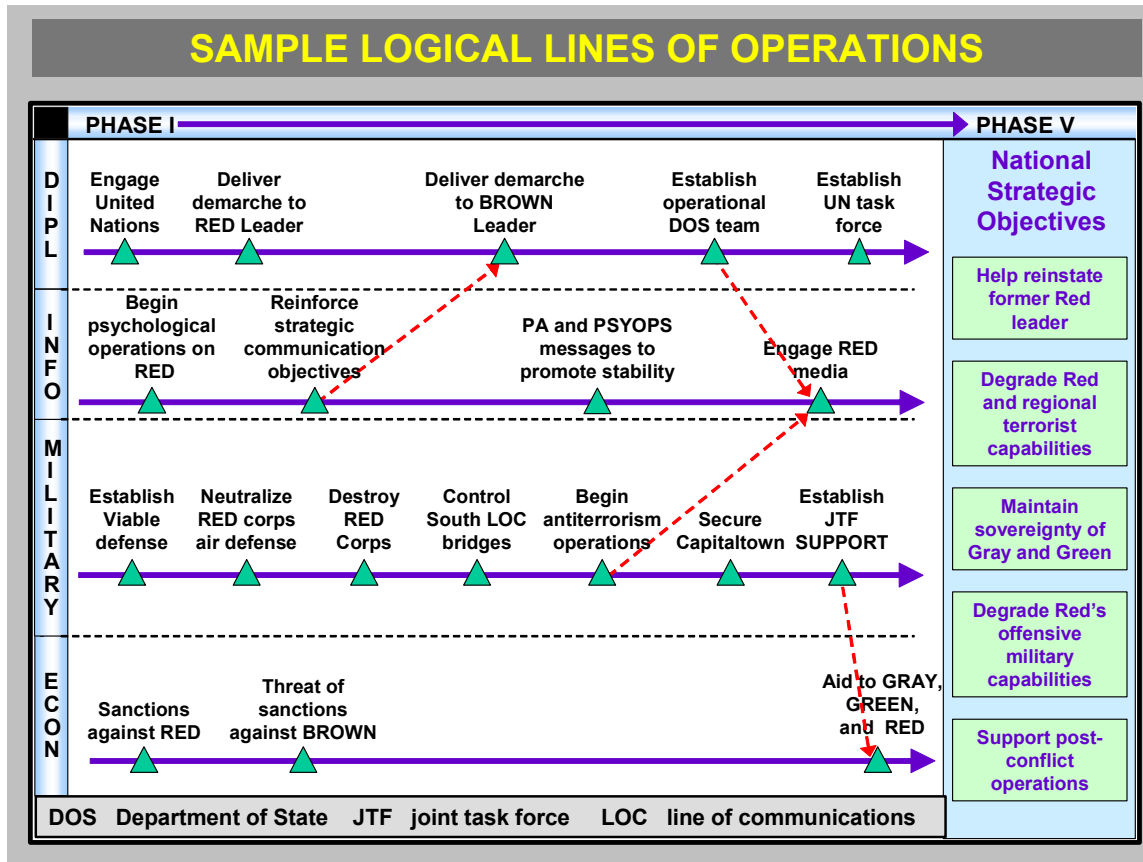 SAMPLE LOGICAL LINES OF OPERATIONS
PHASE I
PHASE V
DIPL
Engage
United
Nations
Deliver
demarche to
RED Leader
Deliver demarche
to BROWN
Leader
Establish
operational
DOS team
Establish
UN task
force
INFO
Begin
psychological
operations on
RED
Reinforce
strategic
communication
objectives
PA and PSYOPS
messages to
promote stability
Engage RED
media
MILITARY
Establish
Viable
defense
Neutralize
RED corps
air defense
Destroy
RED
Corps
Control
South LOC
bridges
Begin
antiterrorism
operations
Secure
Capitaltown
Establish
JTF
SUPPORT
ECON
Sanctions
against RED
Threat of
sanctions
against BROWN
Aid to GRAY,
GREEN,
and RED
National
Strategic
Objectives
Help reinstate
former Red
leader
Degrade Red
and regional
terrorist
capabilities
Maintain
sovereignty of
Gray and Green
Degrade Red's
offensive
military
capabilities
Support post-
conflict
operations
DOS Department of State JTF joint task force LOC line of communications